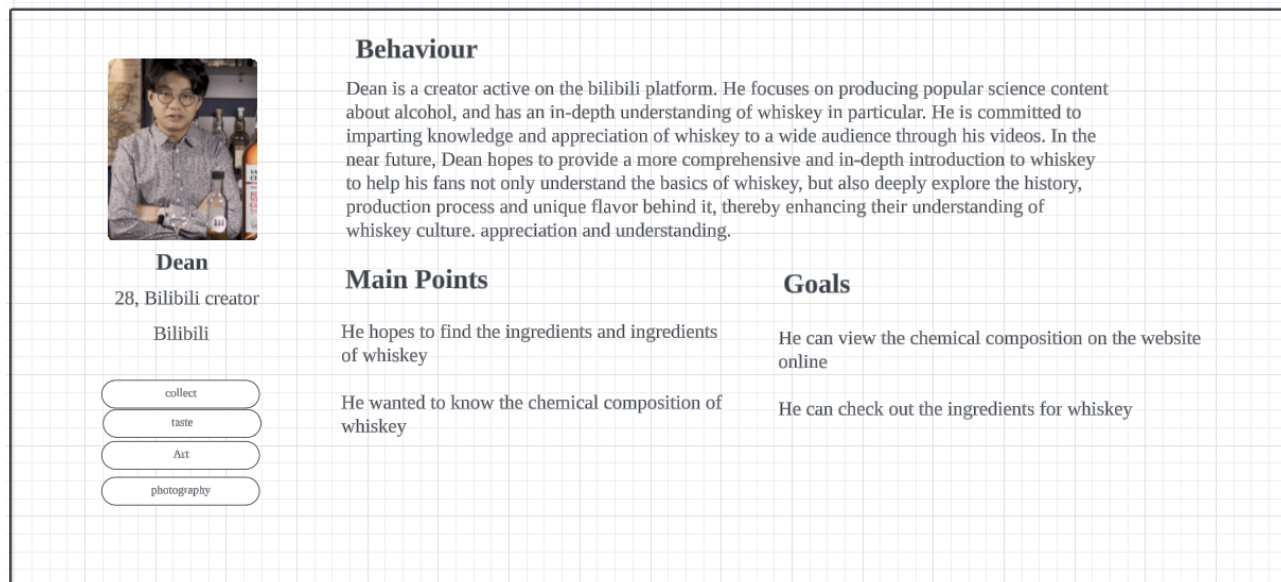 Behaviour
Dean is a creator active on the bilibili platform. He focuses on producing popular science content
about alcohol, and has an in-depth understanding of whiskey in particular. He is committed to
imparting knowledge and appreciation of whiskey to a wide audience through his videos. In the
near future, Dean hopes to provide a more comprehensive and in-depth introduction to whiskey
to help his fans not only understand the basics of whiskey, but also deeply explore the history,
production process and unique flavor behind it, thereby enhancing their understanding of
whiskey culture. appreciation and understanding.
Dean
28, Bilibili creator
Bilibili
collect
taste
Art
photography
Main Points
He hopes to find the ingredients and ingredients
of whiskey
He wanted to know the chemical composition of
whiskey
Goals
He can view the chemical composition on the website
online
He can check out the ingredients for whiskey